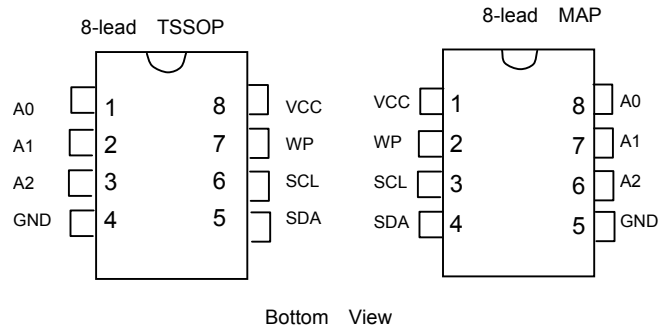 8-lead TSSOP
A0 1 8 VCC
A1 2 7 WP
A2 3 6 SCL
GND 4 5 SDA
8-lead MAP
VCC 1 8 A0
WP 2 7 A1
SCL 3 6 A2
SDA 4 5 GND
Bottom View